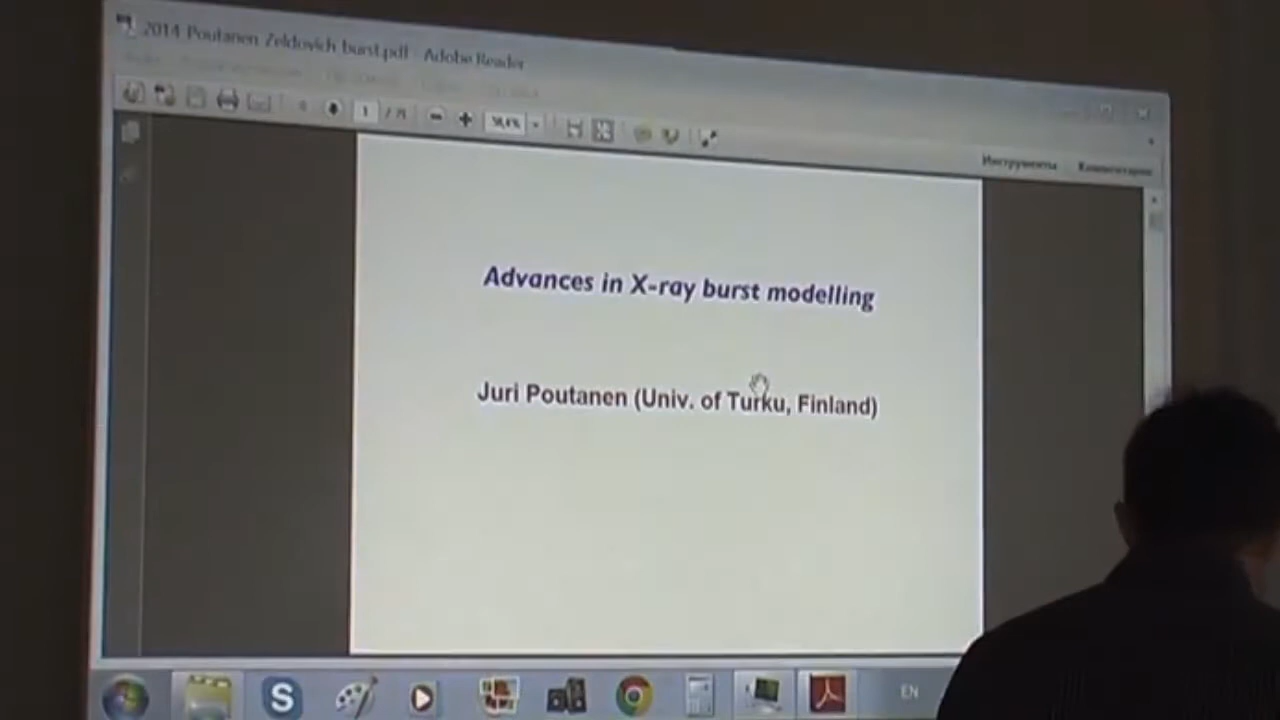 2014 Poutanen Zeldovich burst.pdf - Adobe Reader
1
Инструменты Комментарии
Advances in X-ray burst modelling
Juri Poutanen (Univ. of Turku, Finland)
EN